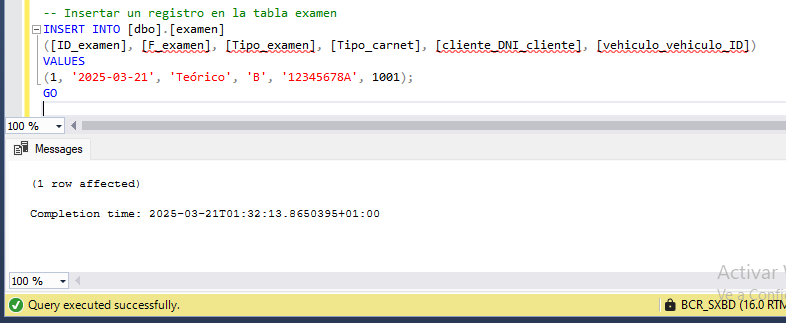 -- Insertar un registro en la tabla examen
INSERT INTO [dbo].[examen]
([ID_examen], [F_examen], [Tipo_examen], [Tipo_carnet], [cliente_DNI_cliente], [vehiculo_vehiculo_ID])
VALUES
(1, '2025-03-21', 'Teórico', 'B', '12345678A', 1001);
GO
100 %
Messages
(1 row affected)
Completion time: 2025-03-21T01:32:13.8650395+01:00
100 %
Activar
Ve a Confi
Query executed successfully.
BCR_SXBD (16.0 RTM